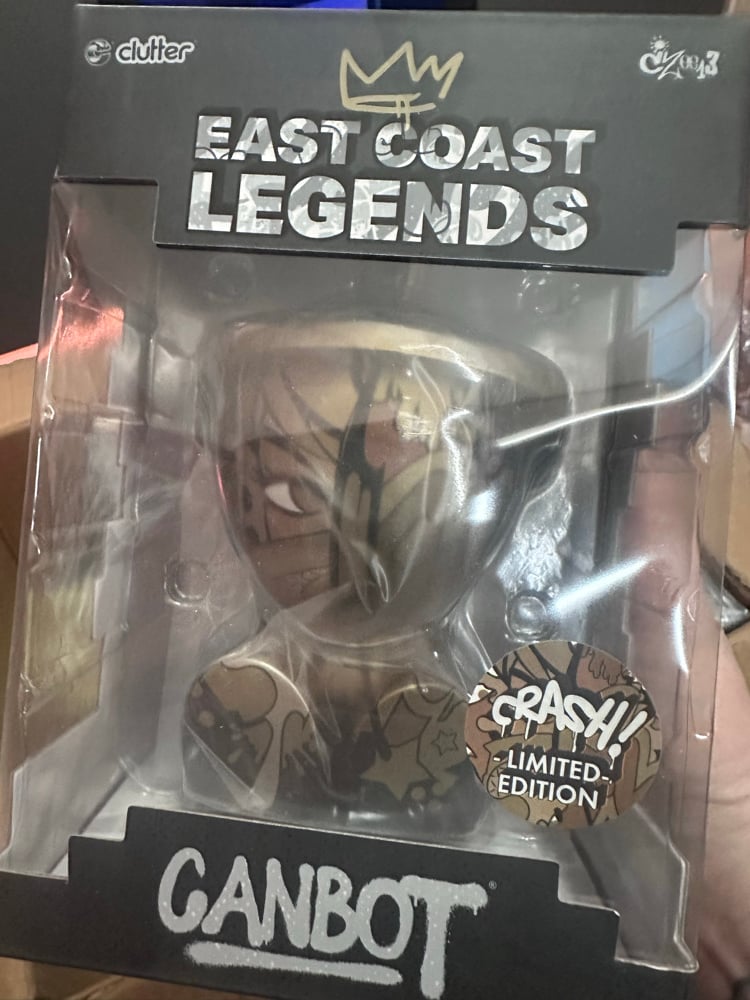 clutter
EAST COAST
LEGENDS
CRASH!
- LIMITED -
EDITION
CANBOT®